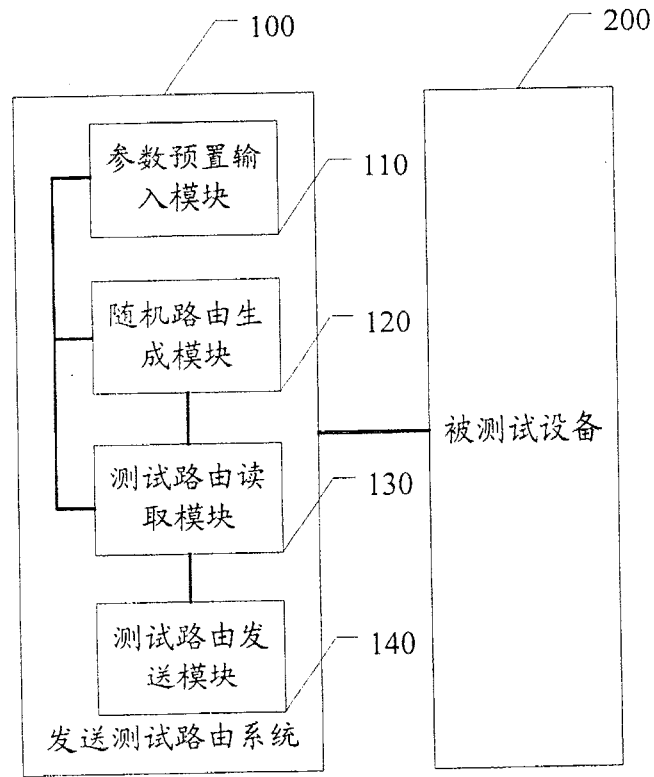 100
200
参数预置输
入模块
110
随机路由生
成模块
120
被测试设备
测试路由读
取模块
130
测试路由发
送模块
140
发送测试路由系统